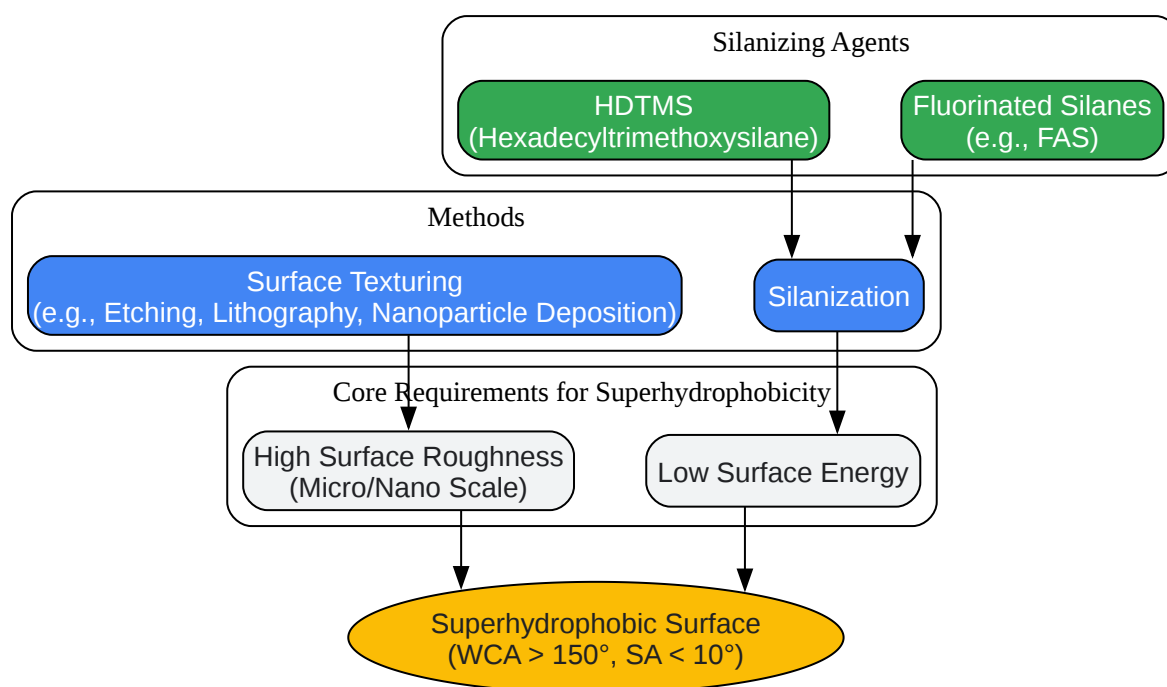 Silanizing Agents
HDTMS
(Hexadecyltrimethoxysilane)
Fluorinated Silanes
(e.g., FAS)
Methods
Surface Texturing
(e.g., Etching, Lithography, Nanoparticle Deposition)
Silanization
Core Requirements for Superhydrophobicity
High Surface Roughness
(Micro/Nano Scale)
Low Surface Energy
Superhydrophobic Surface
(WCA > 150°, SA < 10°)